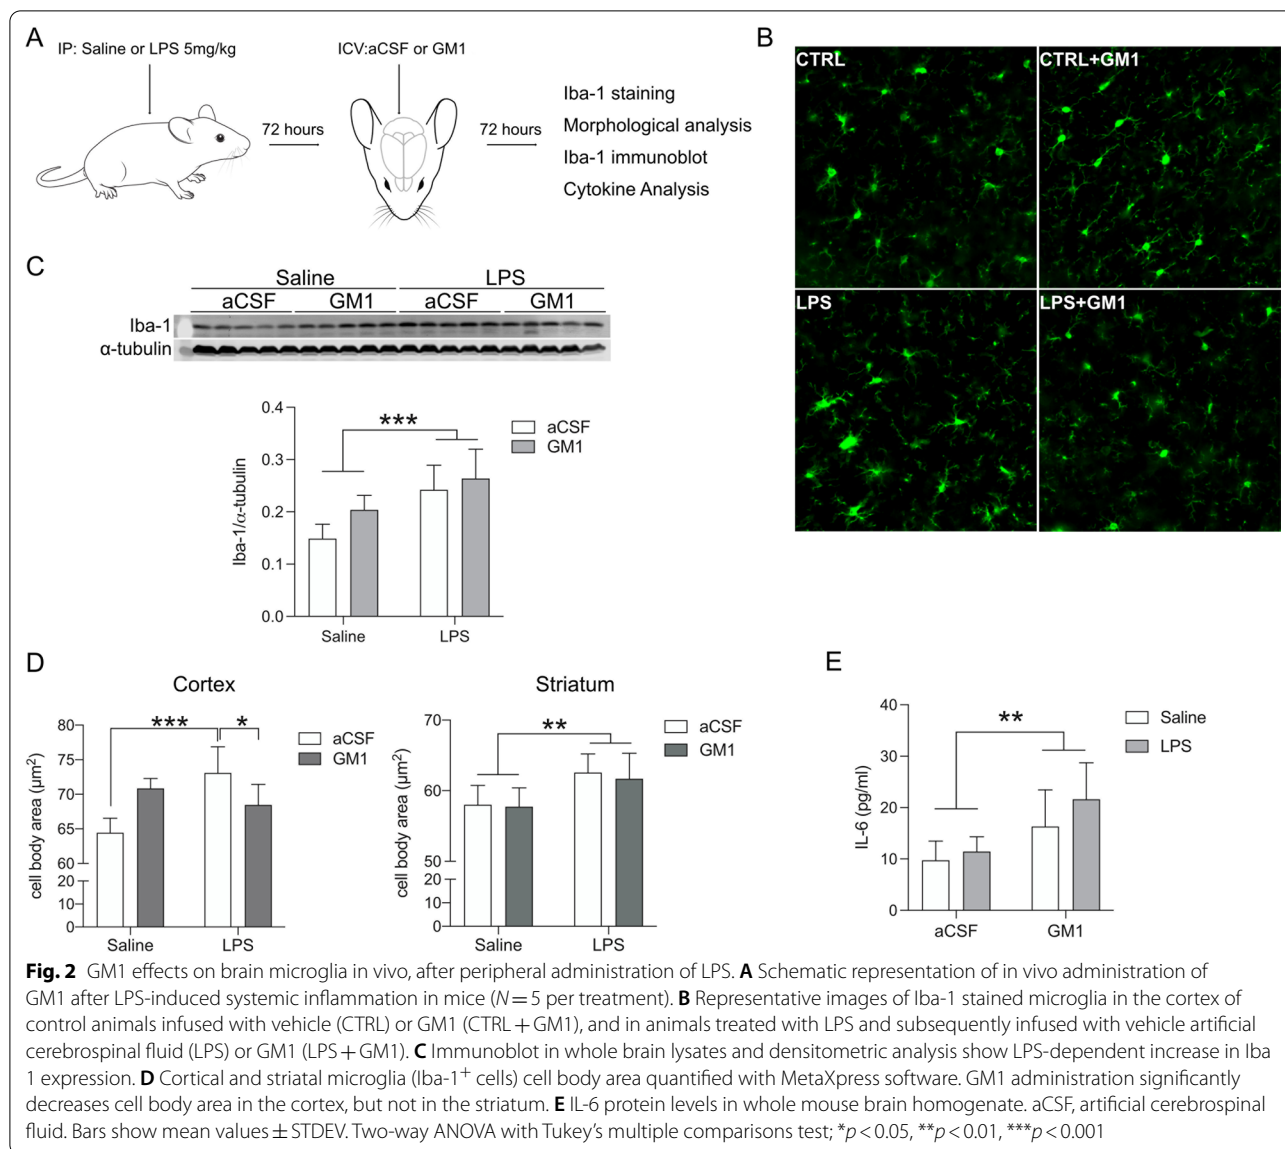 A
IP: Saline or LPS 5mg/kg
ICV:aCSF or GM1
72 hours
72 hours
Iba-1 staining
Morphological analysis
Iba-1 immunoblot
Cytokine Analysis
B
CTRL
CTRL+GM1
LPS
LPS+GM1
C
Saline LPS
aCSF GM1 aCSF GM1
Iba-1
α-tubulin
0.4
0.3
0.2
0.1
0.0
Iba-1/α-tubulin
***
aCSF
GM1
Saline LPS
D
Cortex
80
75
70
65
60
20
10
0
cell body area (μm²)
*** *
aCSF
GM1
Saline LPS
Striatum
70
60
50
20
10
0
cell body area (μm²)
**
aCSF
GM1
Saline LPS
E
40
30
20
10
0
IL-6 (pg/ml)
**
Saline
LPS
aCSF GM1
Fig. 2 GM1 effects on brain microglia in vivo, after peripheral administration of LPS. A Schematic representation of in vivo administration of
GM1 after LPS-induced systemic inflammation in mice (N = 5 per treatment). B Representative images of Iba-1 stained microglia in the cortex of
control animals infused with vehicle (CTRL) or GM1 (CTRL + GM1), and in animals treated with LPS and subsequently infused with vehicle artificial
cerebrospinal fluid (LPS) or GM1 (LPS + GM1). C Immunoblot in whole brain lysates and densitometric analysis show LPS-dependent increase in Iba
1 expression. D Cortical and striatal microglia (Iba-1⁺ cells) cell body area quantified with MetaXpress software. GM1 administration significantly
decreases cell body area in the cortex, but not in the striatum. E IL-6 protein levels in whole mouse brain homogenate. aCSF, artificial cerebrospinal
fluid. Bars show mean values ± STDEV. Two-way ANOVA with Tukey's multiple comparisons test; *p < 0.05, **p < 0.01, ***p < 0.001